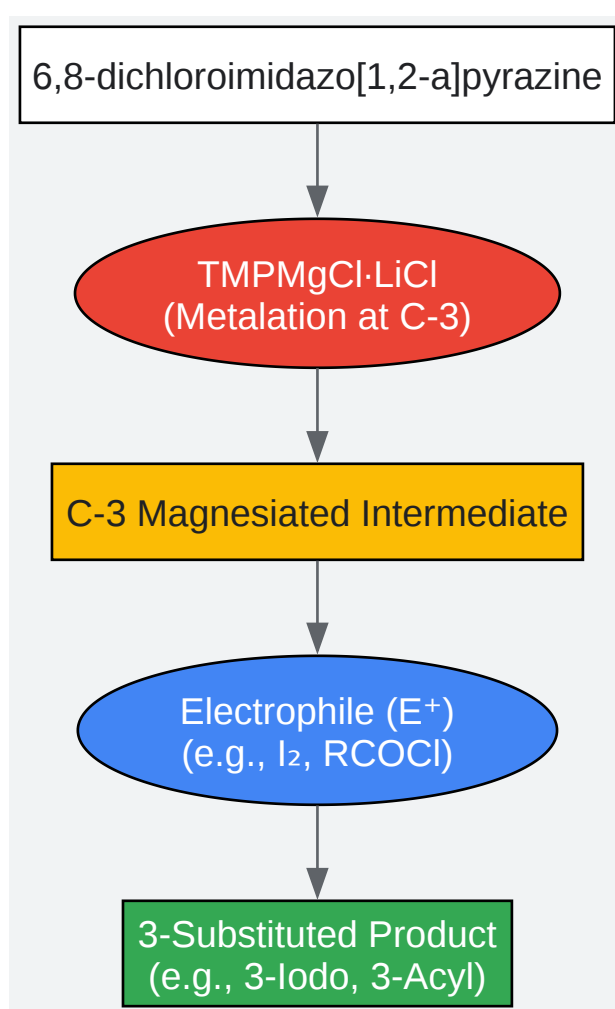 6,8-dichloroimidazo[1,2-a]pyrazine
TMPMgCl·LiCl
(Metalation at C-3)
C-3 Magnesiated Intermediate
Electrophile (E⁺)
(e.g., I₂, RCOCl)
3-Substituted Product
(e.g., 3-Iodo, 3-Acyl)